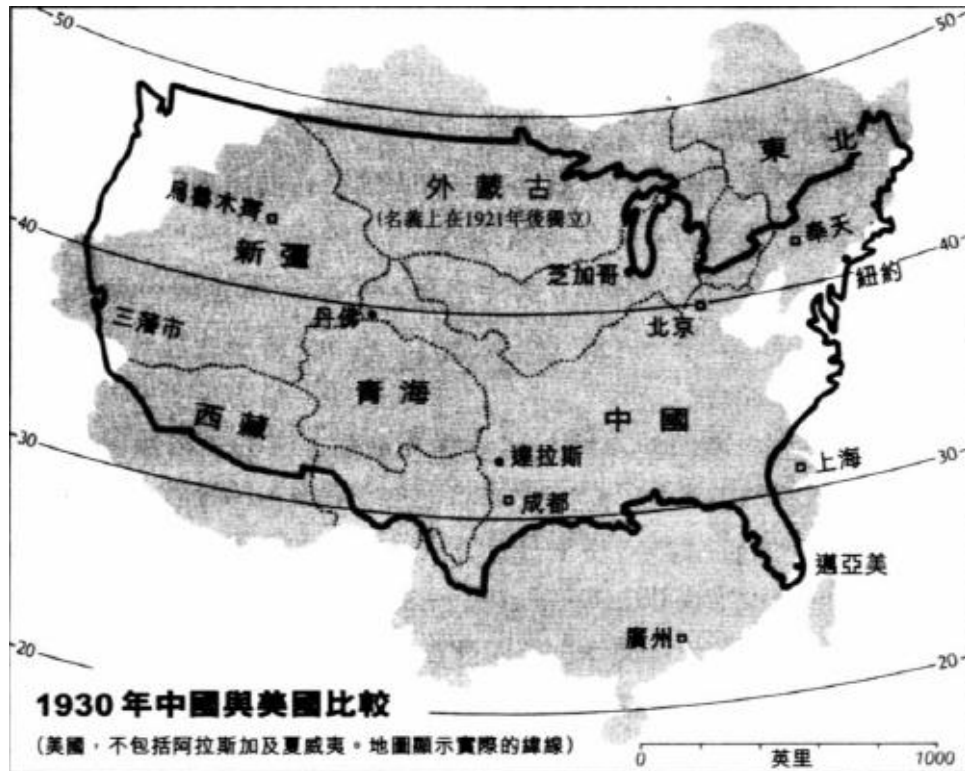 50
50
東北
外蒙古
(名義上在1921年後獨立)
烏魯木齊
奉天
40
新疆
40
芝加哥
紐約
三藩市
丹佛
北京
青海
西藏
中國
30
達拉斯
30
上海
成都
邁亞美
廣州
20
20
1930年中國與美國比較
(美國,不包括阿拉斯加及夏威夷。地圖顯示實際的緯線)
0
英里
1000